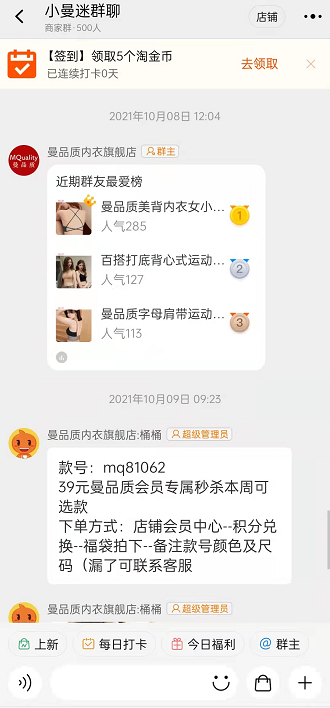 小曼迷群聊
商家群·500人
店铺
【签到】领取5个淘金币
已连续打卡0天
去领取
2021年10月08日 12:04
MQuality
曼品质
曼品质内衣旗舰店
群主
近期群友最爱榜
曼品质美背内衣女小...
人气285
1
百搭打底背心式运动...
人气127
2
曼品质字母肩带运动...
人气113
3
2021年10月09日 09:23
曼品质内衣旗舰店:桶桶
超级管理员
款号：mq81062
39元曼品质会员专属秒杀本周可
选款
下单方式：店铺会员中心--积分兑
换--福袋拍下--备注款号颜色及尺
码（漏了可联系客服
曼品质内衣旗舰店:桶桶
超级管理员
上新
每日打卡
今日福利
@ 群主